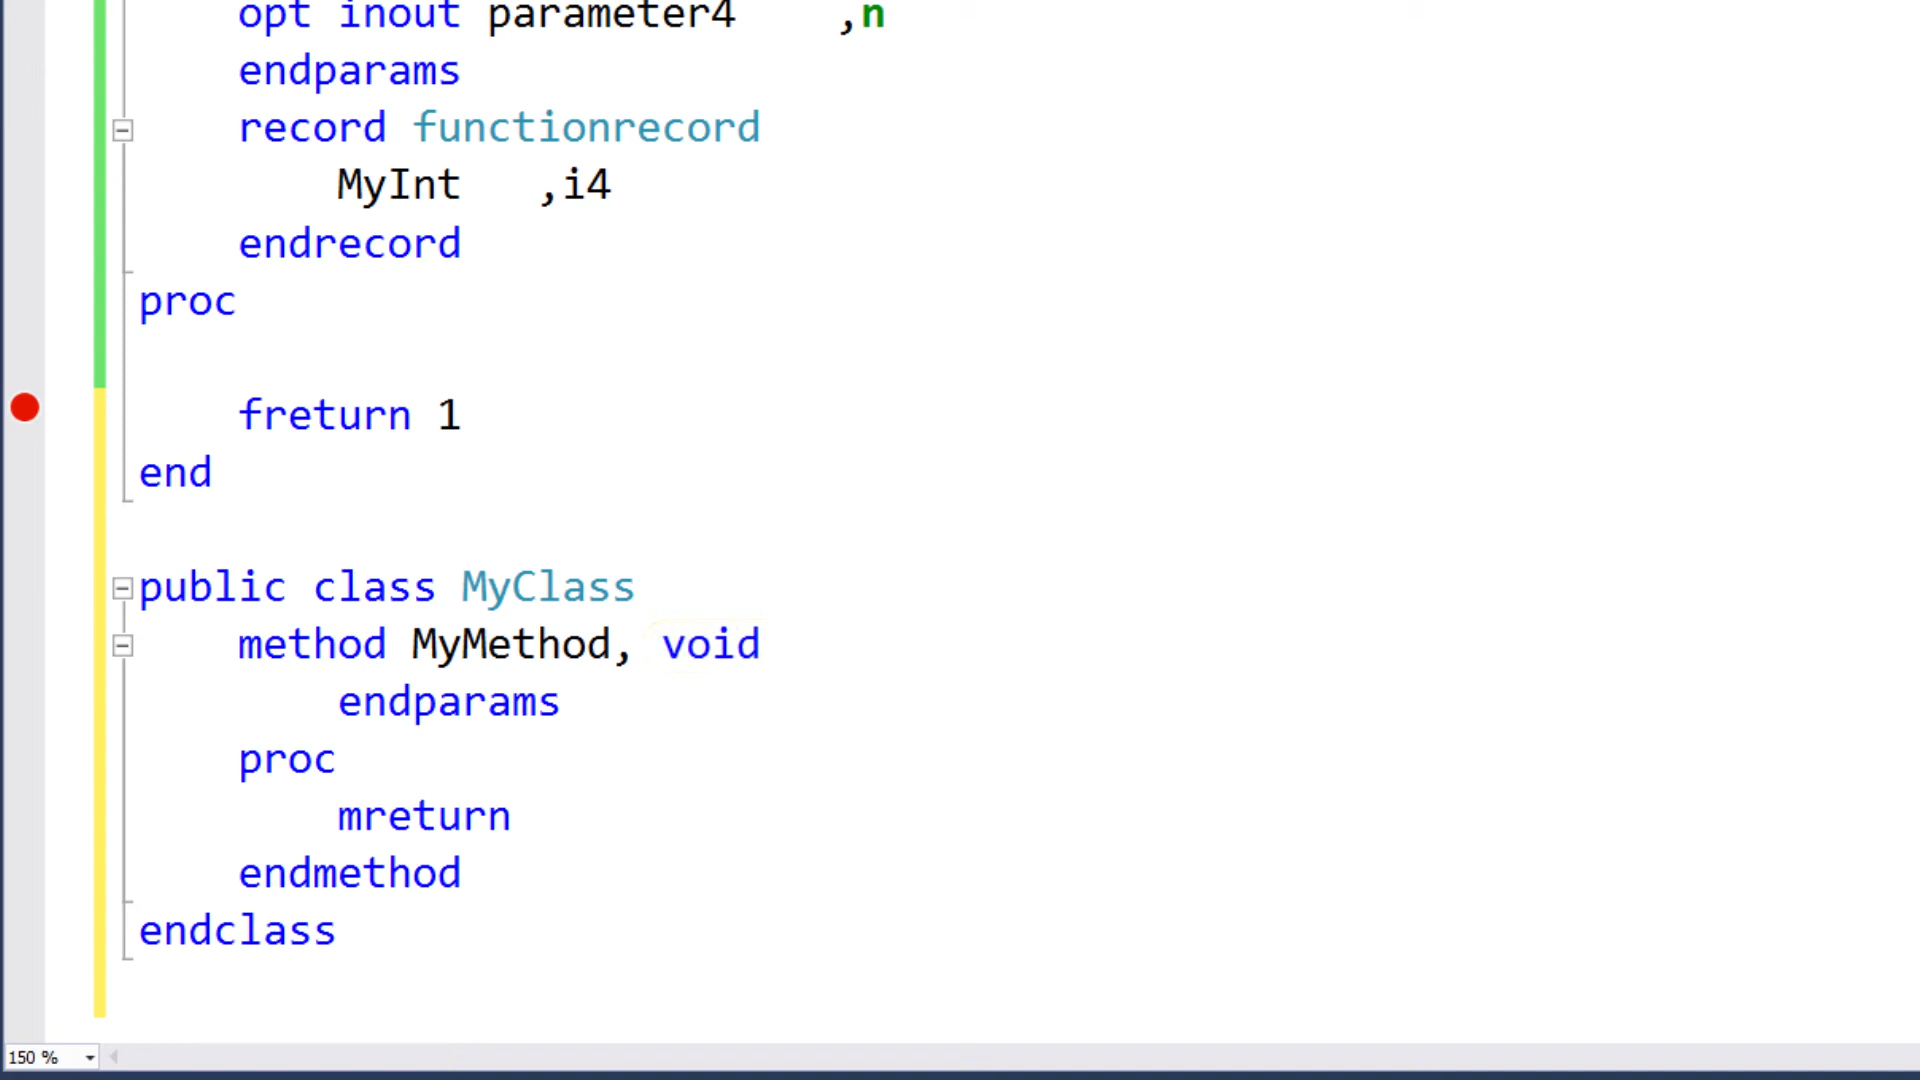 opt inout parameter4    ,n
endparams
record functionrecord
MyInt   ,i4
endrecord
proc
freturn 1
end
public class MyClass
method MyMethod, void
endparams
proc
mreturn
endmethod
endclass
150 %